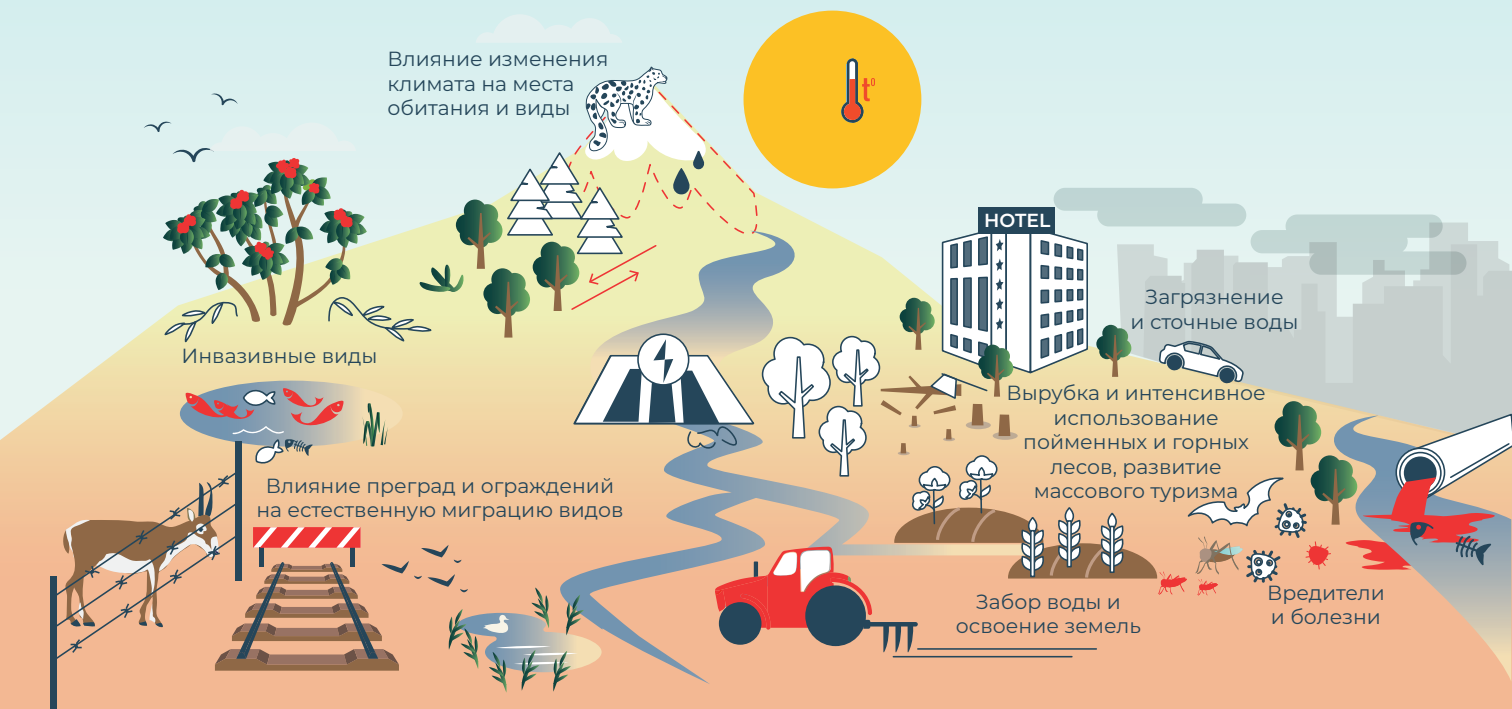 Влияние изменения
климата на места
обитания и виды
t⁰
HOTEL
Загрязнение
и сточные воды
Инвазивные виды
Вырубка и интенсивное
использование
пойменных и горных
лесов, развитие
массового туризма
Влияние преград и ограждений
на естественную миграцию видов
Забор воды и
освоение земель
Вредители
и болезни